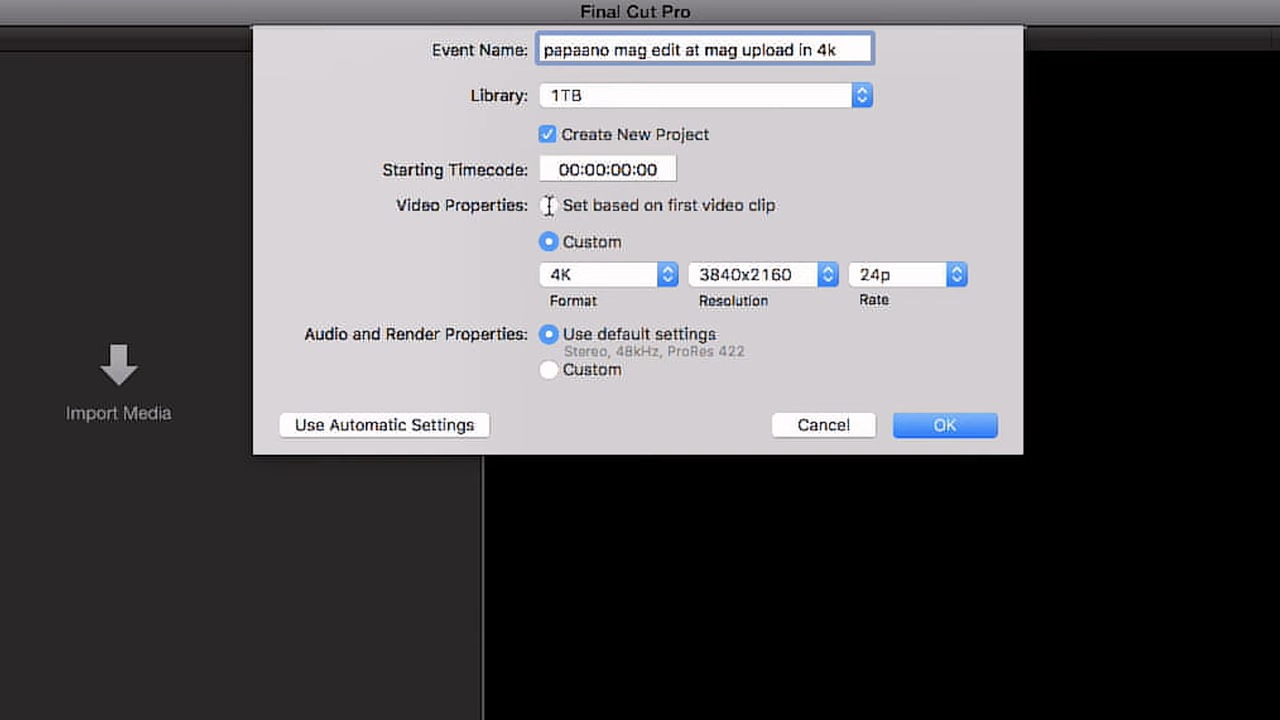 Final Cut Pro
Event Name: papaano mag edit at mag upload in 4k
Library: 1TB
Create New Project
Starting Timecode: 00:00:00:00
Video Properties: Set based on first video clip
Custom
4K 3840x2160 24p
Format Resolution Rate
Audio and Render Properties: Use default settings
Stereo, 48kHz, ProRes 422
Custom
Import Media
Use Automatic Settings Cancel OK